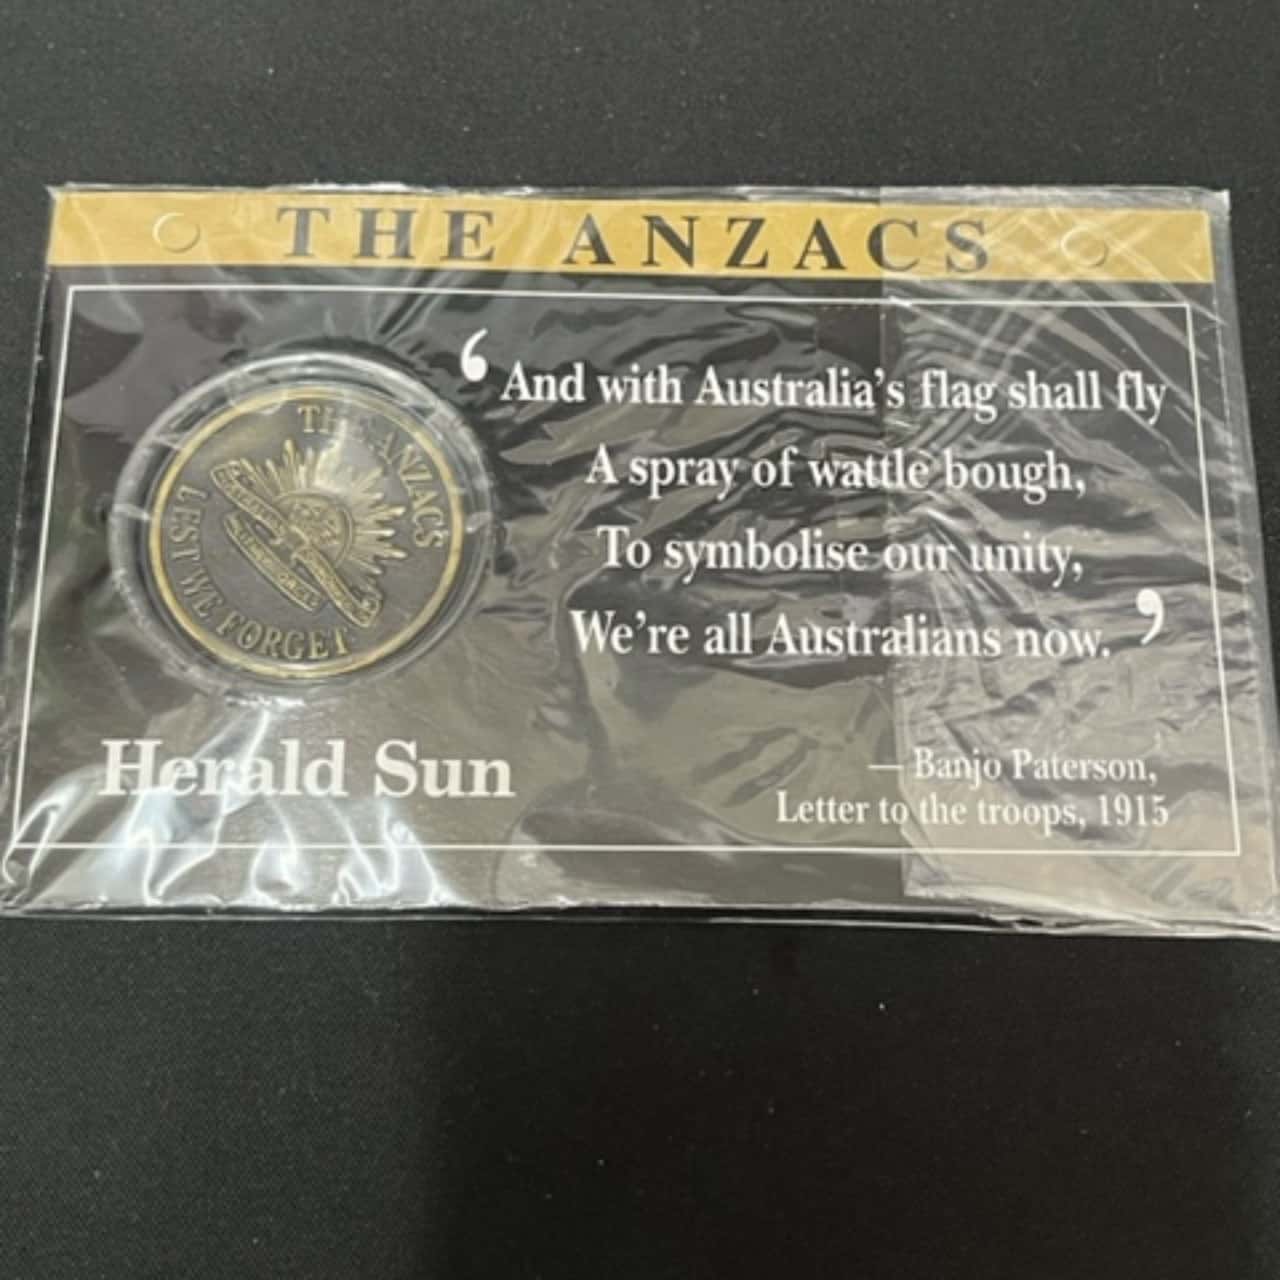 THE ANZACS
‘And with Australia’s flag shall fly
A spray of wattle bough,
To symbolise our unity,
We’re all Australians now.’
— Banjo Paterson,
Letter to the troops, 1915
THE ANZACS
LEST WE FORGET
Herald Sun